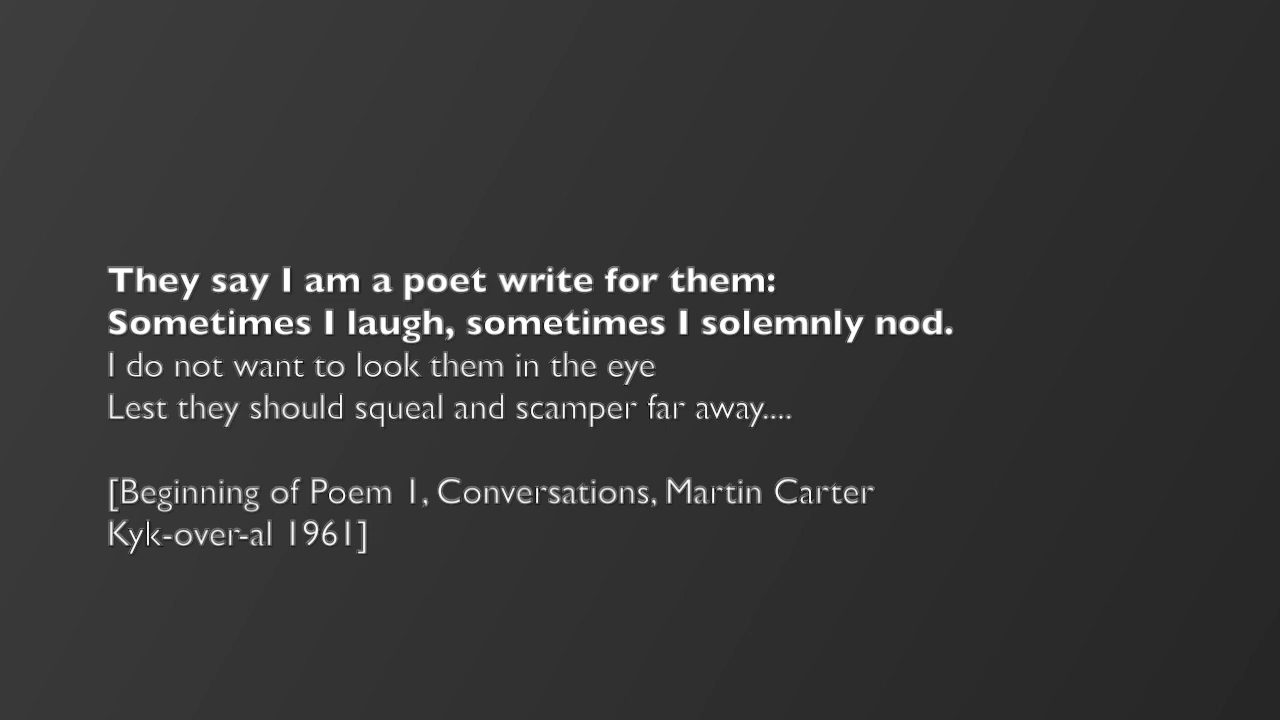 They say I am a poet write for them:
Sometimes I laugh, sometimes I solemnly nod.
I do not want to look them in the eye
Lest they should squeal and scamper far away....
[Beginning of Poem 1, Conversations, Martin Carter
Kyk-over-al 1961]